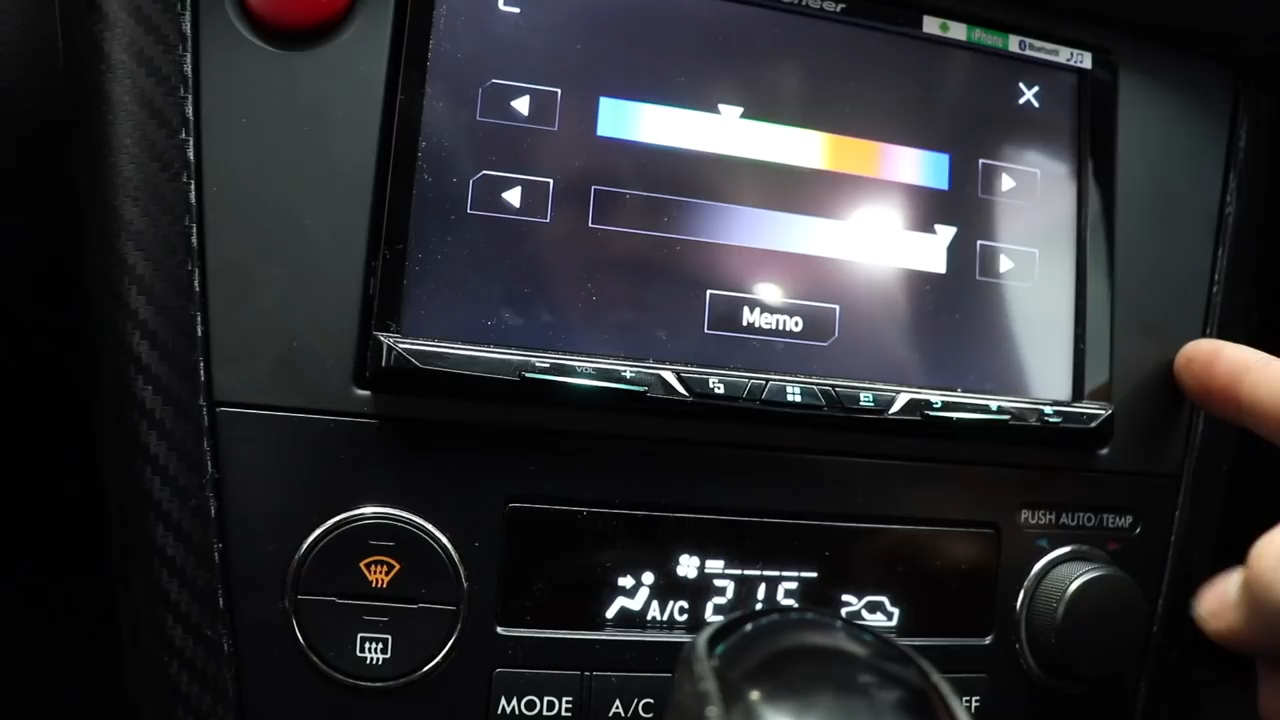 iPhone
Bluetooth
Memo
VOL
PUSH AUTO/TEMP
A/C
MODE
A/C